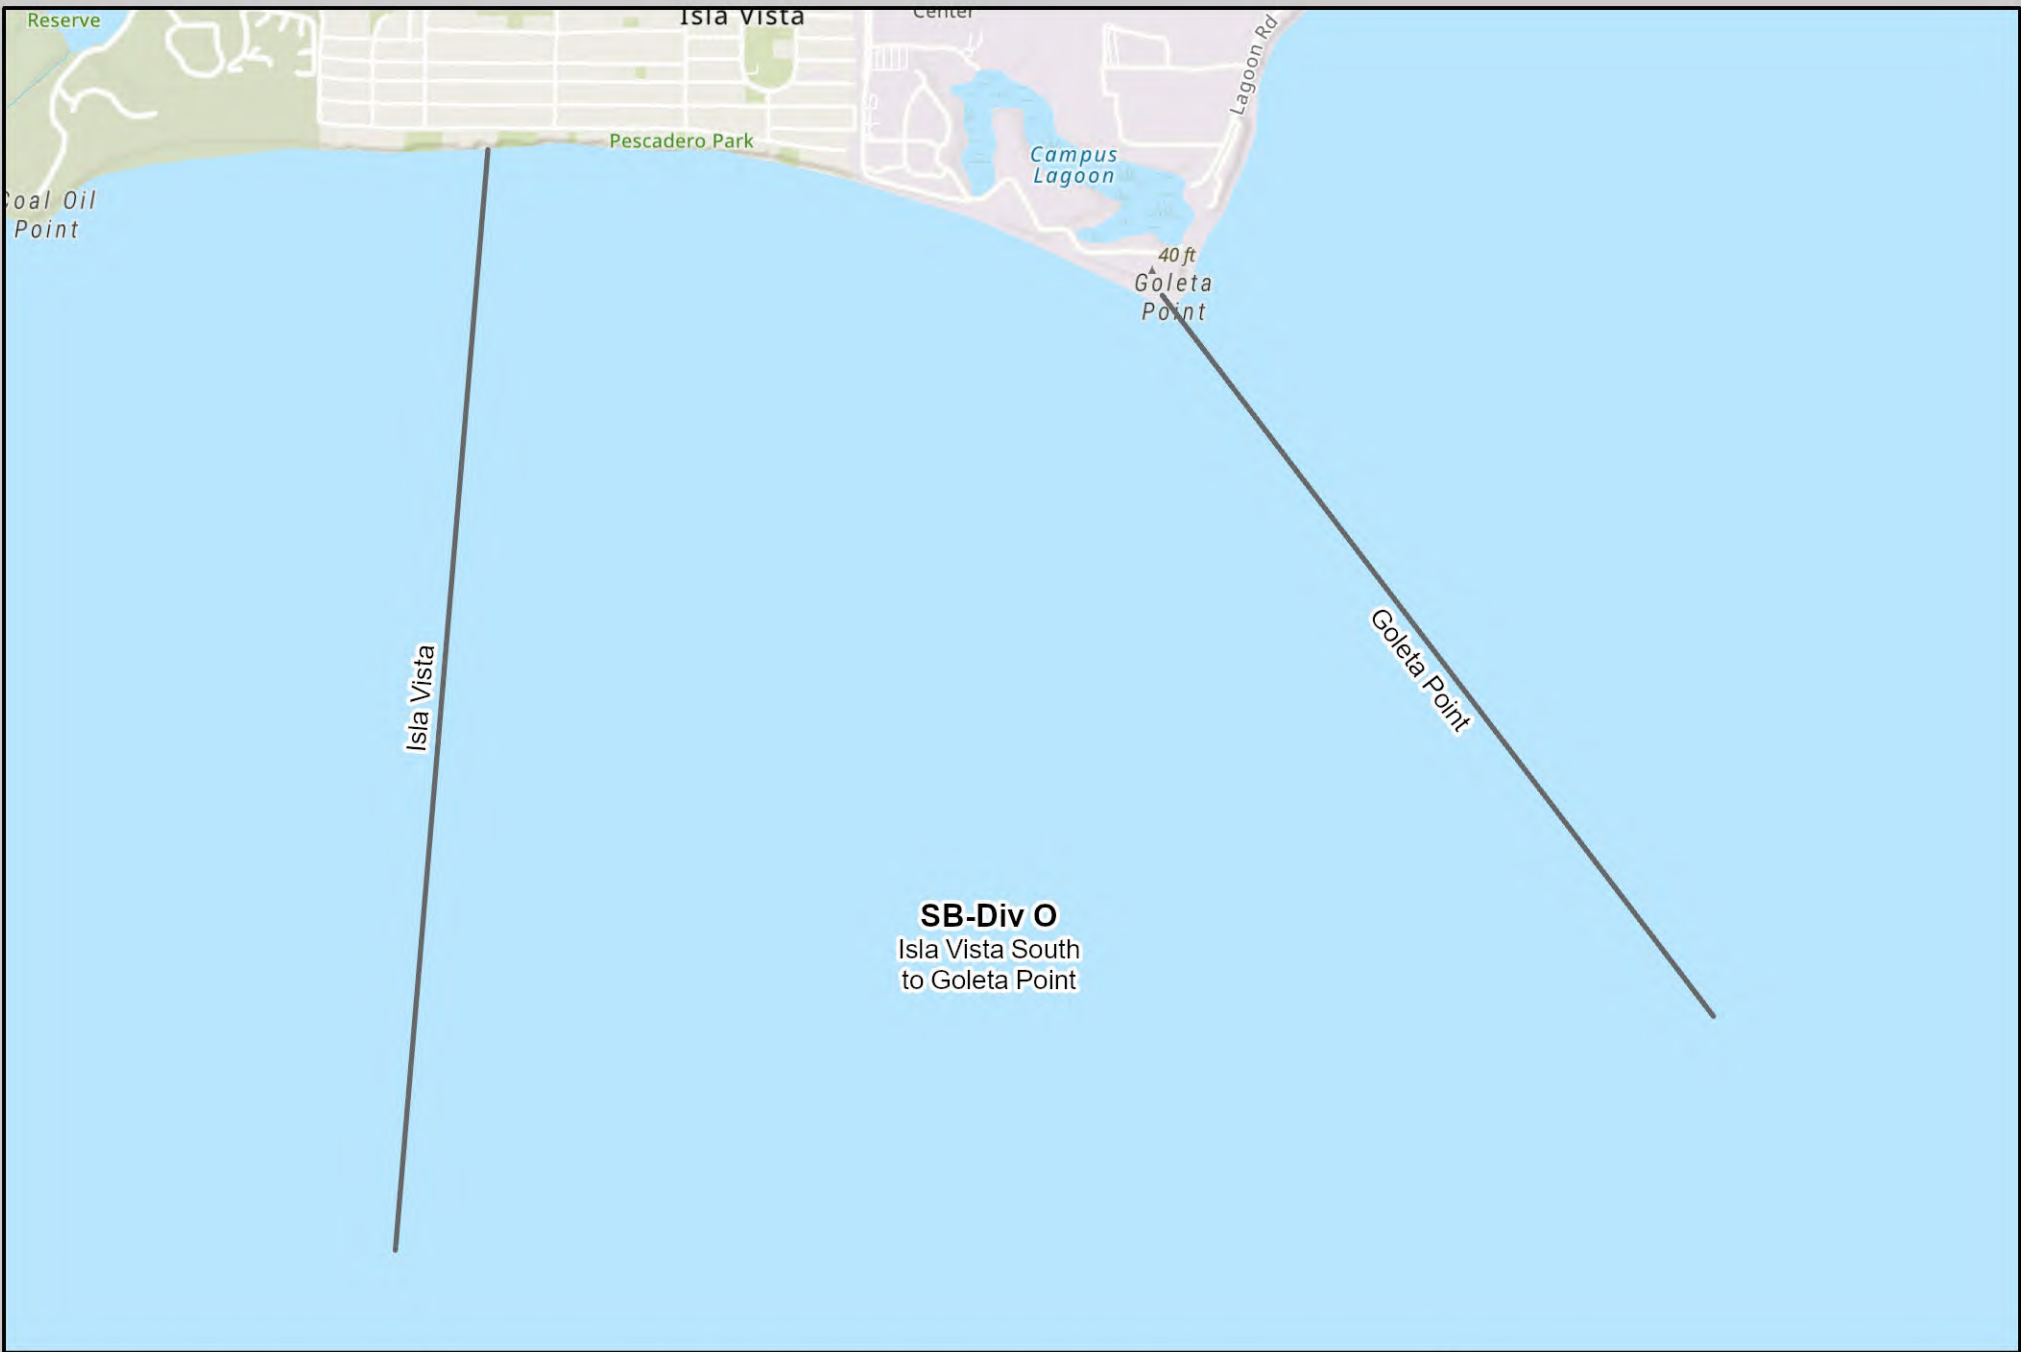 Reserve
Isla Vista
Center
Lagoon Rd
Pescadero Park
Campus
Lagoon
Coal Oil
Point
40 ft
Goleta
Point
Isla Vista
Goleta Point
SB-Div O
Isla Vista South
to Goleta Point